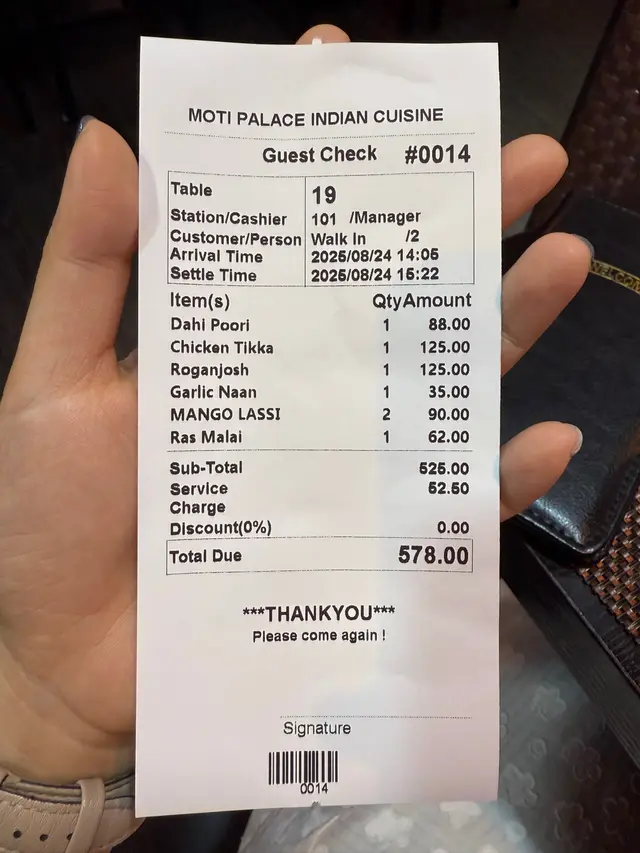 MOTI PALACE INDIAN CUISINE
Guest Check #0014
Table 19
Station/Cashier 101 /Manager
Customer/Person Walk In /2
Arrival Time 2025/08/24 14:05
Settle Time 2025/08/24 15:22
Item(s) Qty Amount
Dahi Poori 1 88.00
Chicken Tikka 1 125.00
Roganjosh 1 125.00
Garlic Naan 1 35.00
MANGO LASSI 2 90.00
Ras Malai 1 62.00
Sub-Total 525.00
Service 52.50
Charge
Discount(0%) 0.00
Total Due 578.00
***THANKYOU***
Please come again !
Signature
0014